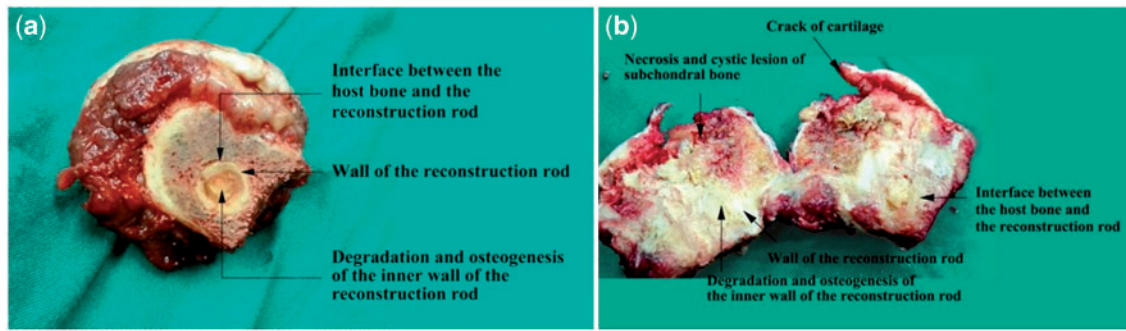 (a)
Interface between the
host bone and the
reconstruction rod
Wall of the reconstruction rod
Degradation and osteogenesis
of the inner wall of the
reconstruction rod
(b)
Crack of cartilage
Necrosis and cystic lesion of
subchondral bone
Interface between
the host bone and
the reconstruction rod
Wall of the reconstruction rod
Degradation and osteogenesis of
the inner wall of the reconstruction rod